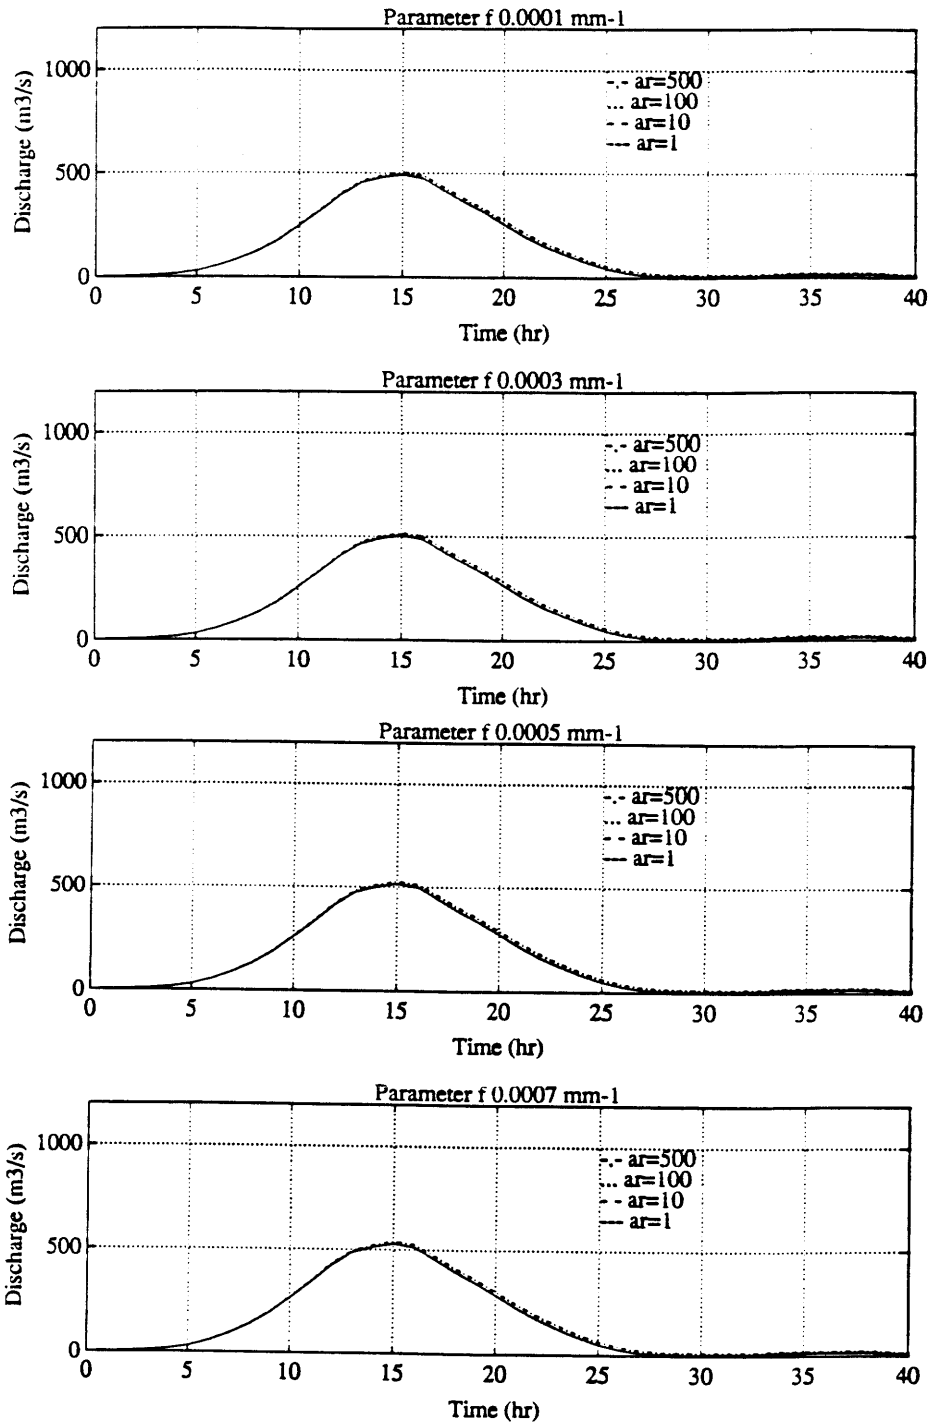 Parameter f 0.0001 mm-1
Discharge (m3/s)
1000
500
0
-.- ar=500
... ar=100
- - ar=10
--- ar=1
0 5 10 15 20 25 30 35 40
Time (hr)
Parameter f 0.0003 mm-1
Discharge (m3/s)
1000
500
0
-.- ar=500
... ar=100
- - ar=10
— ar=1
0 5 10 15 20 25 30 35 40
Time (hr)
Parameter f 0.0005 mm-1
Discharge (m3/s)
1000
500
0
-.- ar=500
... ar=100
- - ar=10
— ar=1
0 5 10 15 20 25 30 35 40
Time (hr)
Parameter f 0.0007 mm-1
Discharge (m3/s)
1000
500
0
-.- ar=500
... ar=100
- - ar=10
— ar=1
0 5 10 15 20 25 30 35 40
Time (hr)